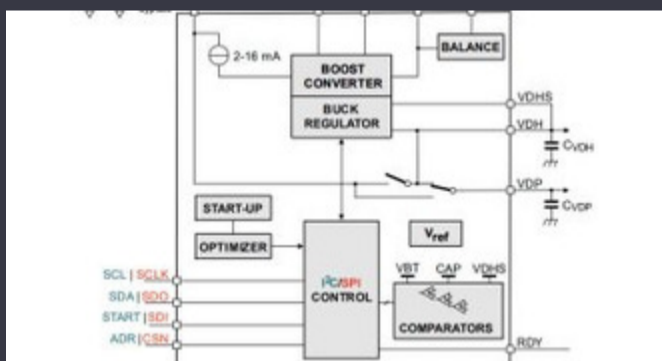 2-16 mA
BALANCE
BOOST
CONVERTER
BUCK
REGULATOR
VDHS
VDH
CVDH
VDP
CVDP
START-UP
OPTIMIZER
Vref
SCL | SCLK
SDA | SDO
START | SDI
ADR | CSN
I²C/SPI
CONTROL
VBT CAP VDHS
COMPARATORS
RDY